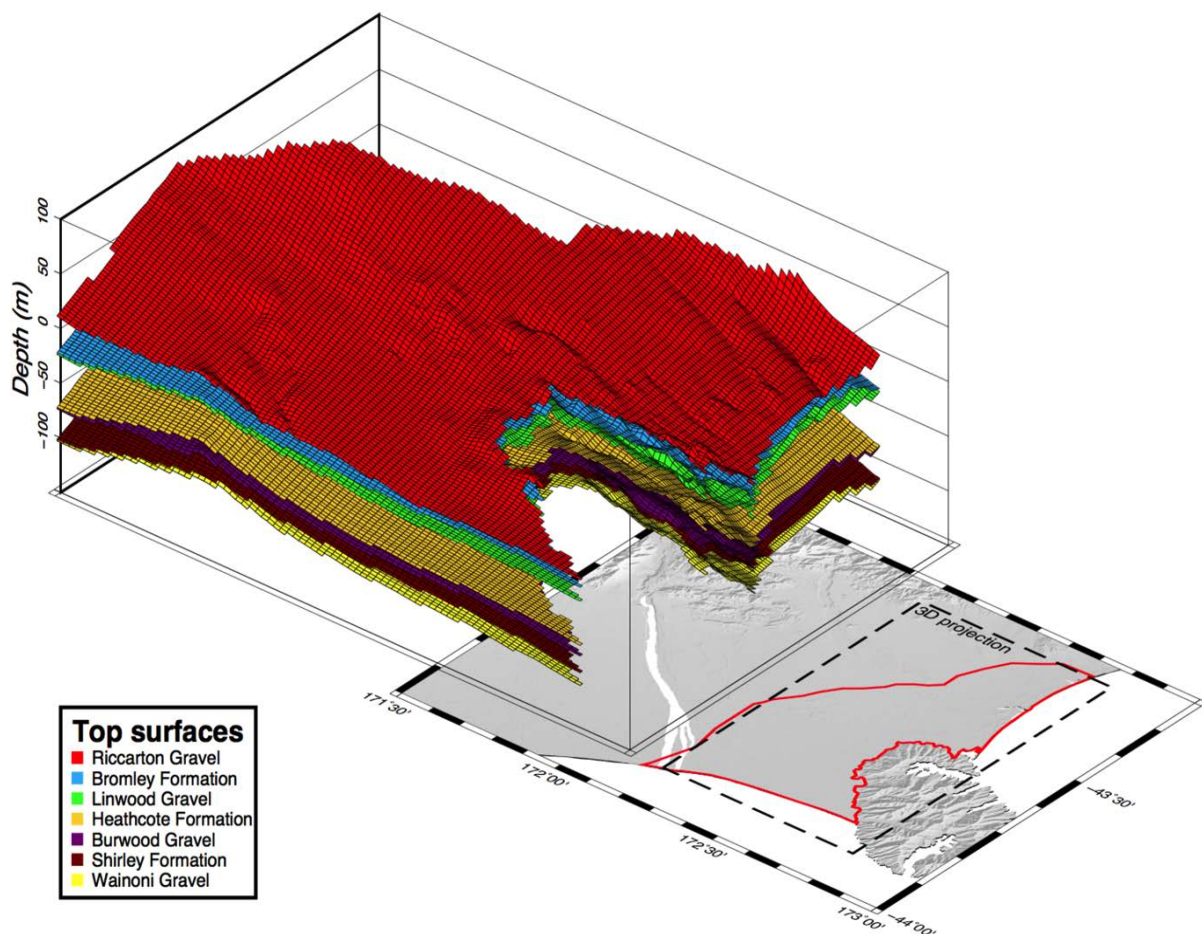 100
50
0
−50
−100
Depth (m)
3D projection
171˚30'
172˚00'
172˚30'
173˚00'
−44˚00'
−43˚30'
Top surfaces
Riccarton Gravel
Bromley Formation
Linwood Gravel
Heathcote Formation
Burwood Gravel
Shirley Formation
Wainoni Gravel